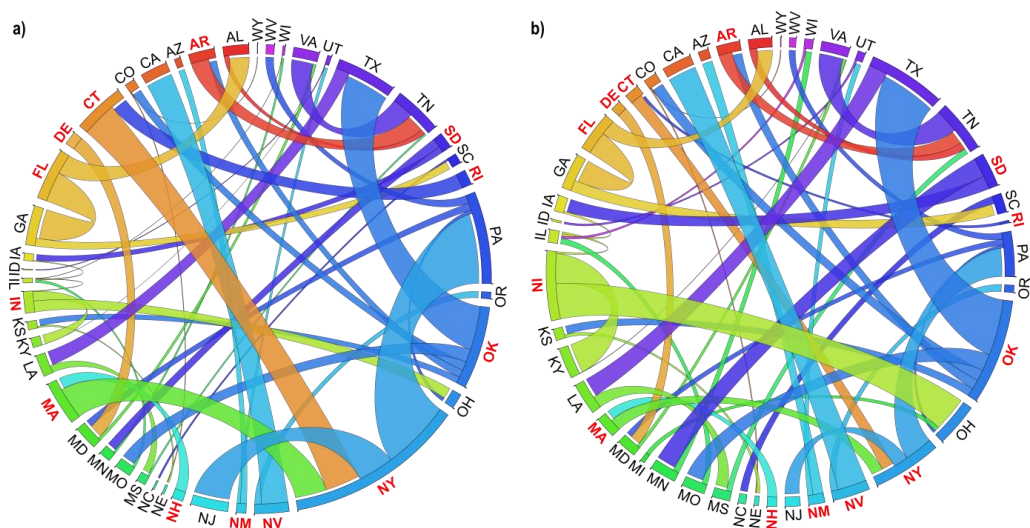 a)
WY
WV
WI
VA
UT
TX
TN
SD
SC
RI
PA
OR
OK
OH
NY
NV
NM
NJ
NH
NE
NC
MS
MO
MN
MD
MA
LA
KY
KS
IN
IL
ID
IA
GA
FL
DE
CT
CO
CA
AZ
AR
AL
b)
WY
WV
WI
VA
UT
TX
TN
SD
SC
RI
PA
OR
OK
OH
NY
NV
NM
NJ
NH
NE
NC
MS
MO
MN
MI
MD
MA
LA
KY
KS
IN
IL
ID
IA
GA
FL
DE
CT
CO
CA
AZ
AR
AL